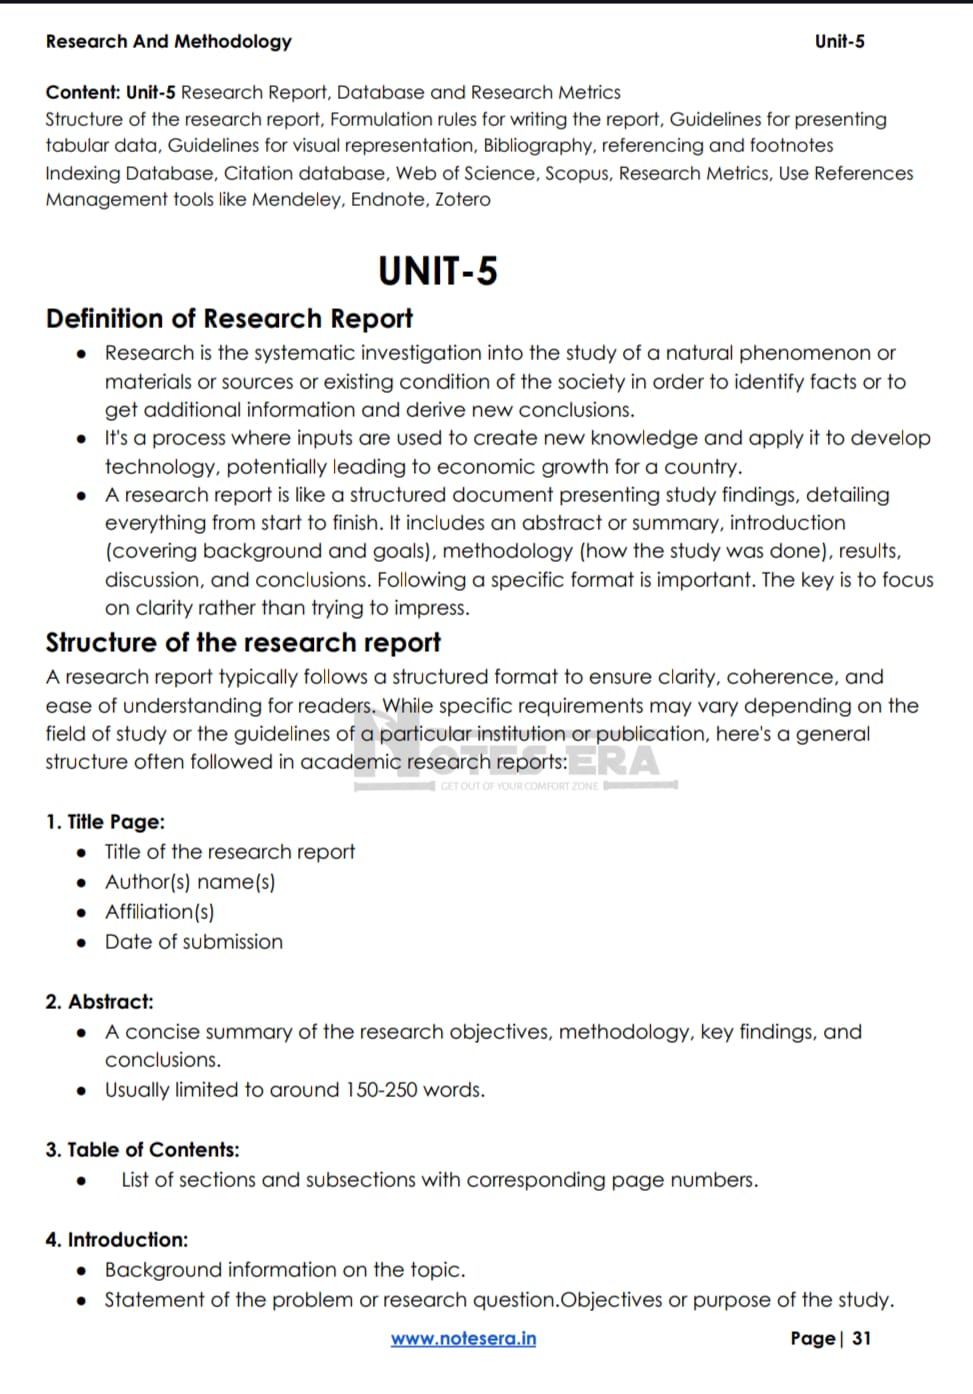 Research And Methodology Unit-5
Content: Unit-5 Research Report, Database and Research Metrics
Structure of the research report, Formulation rules for writing the report, Guidelines for presenting
tabular data, Guidelines for visual representation, Bibliography, referencing and footnotes
Indexing Database, Citation database, Web of Science, Scopus, Research Metrics, Use References
Management tools like Mendeley, Endnote, Zotero
UNIT-5
Definition of Research Report
● Research is the systematic investigation into the study of a natural phenomenon or
materials or sources or existing condition of the society in order to identify facts or to
get additional information and derive new conclusions.
● It's a process where inputs are used to create new knowledge and apply it to develop
technology, potentially leading to economic growth for a country.
● A research report is like a structured document presenting study findings, detailing
everything from start to finish. It includes an abstract or summary, introduction
(covering background and goals), methodology (how the study was done), results,
discussion, and conclusions. Following a specific format is important. The key is to focus
on clarity rather than trying to impress.
Structure of the research report
A research report typically follows a structured format to ensure clarity, coherence, and
ease of understanding for readers. While specific requirements may vary depending on the
field of study or the guidelines of a particular institution or publication, here's a general
structure often followed in academic research reports:
NOTES ERA
GET OUT OF YOUR COMFORT ZONE
1. Title Page:
● Title of the research report
● Author(s) name(s)
● Affiliation(s)
● Date of submission
2. Abstract:
● A concise summary of the research objectives, methodology, key findings, and
conclusions.
● Usually limited to around 150-250 words.
3. Table of Contents:
● List of sections and subsections with corresponding page numbers.
4. Introduction:
● Background information on the topic.
● Statement of the problem or research question.Objectives or purpose of the study.
www.notesera.in Page| 31